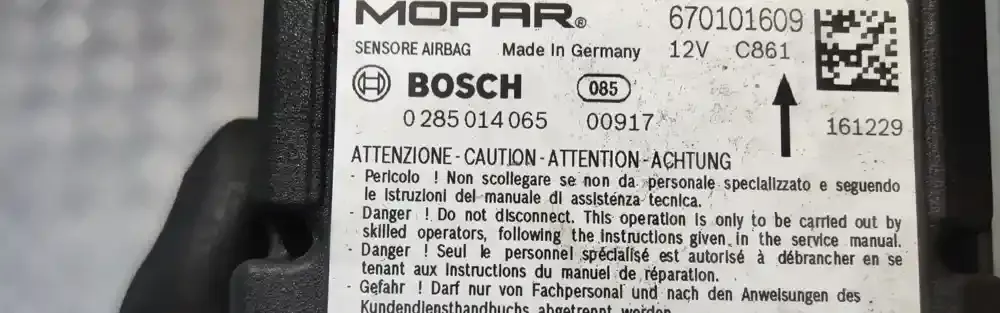 MOPAR® 670101609
SENSORE AIRBAG Made In Germany 12V C861
BOSCH 085
0 285 014 065 00917 161229
ATTENZIONE - CAUTION - ATTENTION - ACHTUNG
- Pericolo ! Non scollegare se non da personale specializzato e seguendo
le istruzioni del manuale di assistenza tecnica.
- Danger ! Do not disconnect. This operation is only to be carried out by
skilled operators, following the instructions given in the service manual.
- Danger ! Seul le personnel spécialisé est autorisé à débrancher en se
tenant aux instructions du manuel de réparation.
- Gefahr ! Darf nur von Fachpersonal und nach den Anweisungen des
Kundendiensthandbuchs abgetrennt werden.